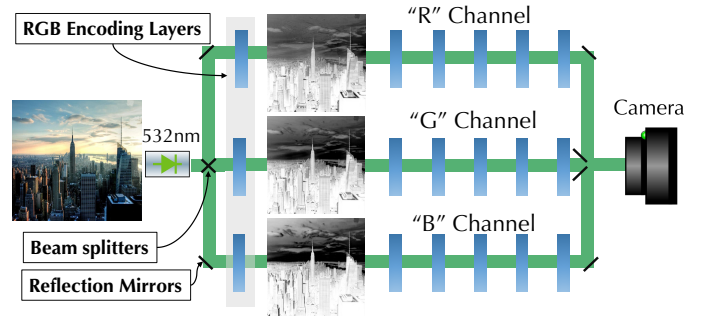 RGB Encoding Layers
“R” Channel
532nm
“G” Channel
Camera
Beam splitters
“B” Channel
Reflection Mirrors